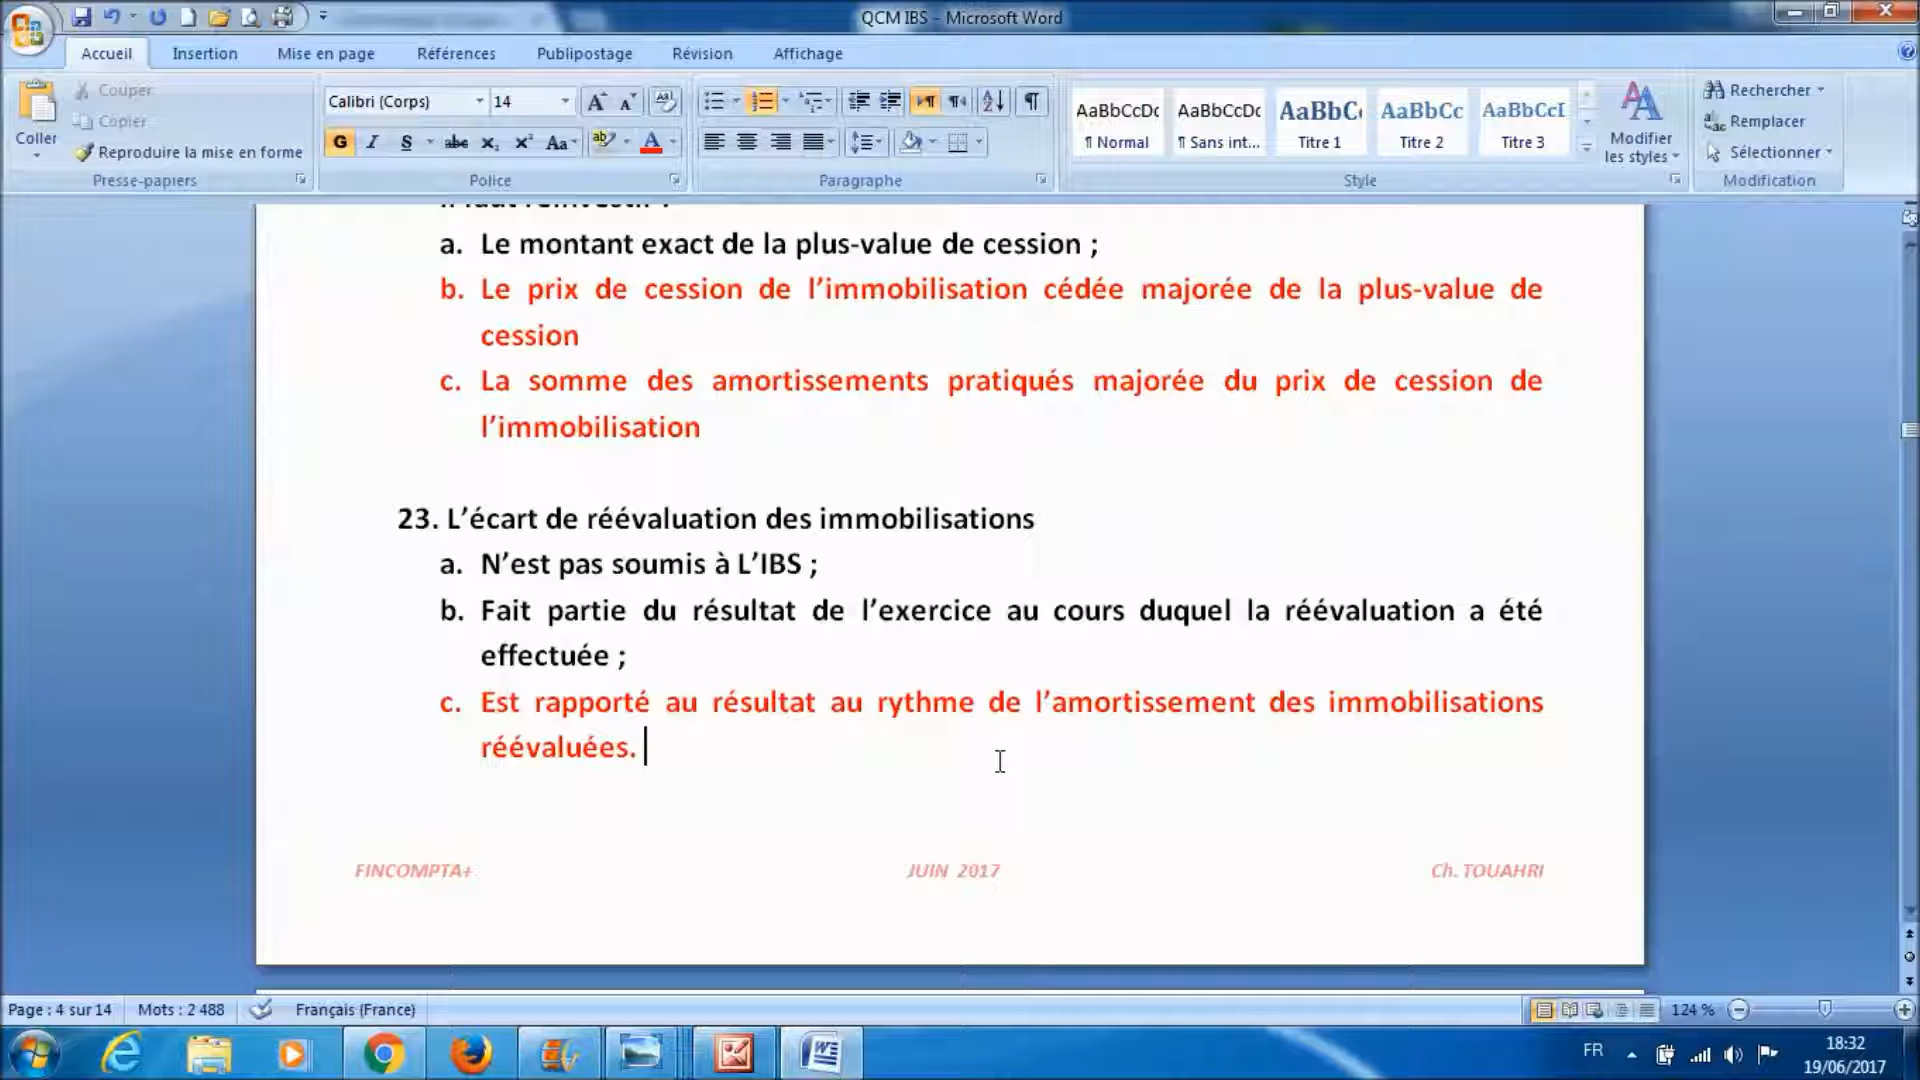 QCM IBS - Microsoft Word
Accueil Insertion Mise en page Références Publipostage Révision Affichage
Coller
Couper
Copier
Reproduire la mise en forme
Presse-papiers
Calibri (Corps) 14
Police
Paragraphe
AaBbCcDc AaBbCcDc AaBbC AaBbCc AaBbCcI
¶ Normal ¶ Sans int... Titre 1 Titre 2 Titre 3
Style
Modifier
les styles
Rechercher
Remplacer
Sélectionner
Modification
a. Le montant exact de la plus-value de cession ;
b. Le prix de cession de l’immobilisation cédée majorée de la plus-value de
cession
c. La somme des amortissements pratiqués majorée du prix de cession de
l’immobilisation
23. L’écart de réévaluation des immobilisations
a. N’est pas soumis à L’IBS ;
b. Fait partie du résultat de l’exercice au cours duquel la réévaluation a été
effectuée ;
c. Est rapporté au résultat au rythme de l’amortissement des immobilisations
réévaluées.
FINCOMPTA+ JUIN 2017 Ch. TOUAHRI
Page : 4 sur 14 Mots : 2 488 Français (France) 124 %
FR 18:32
19/06/2017